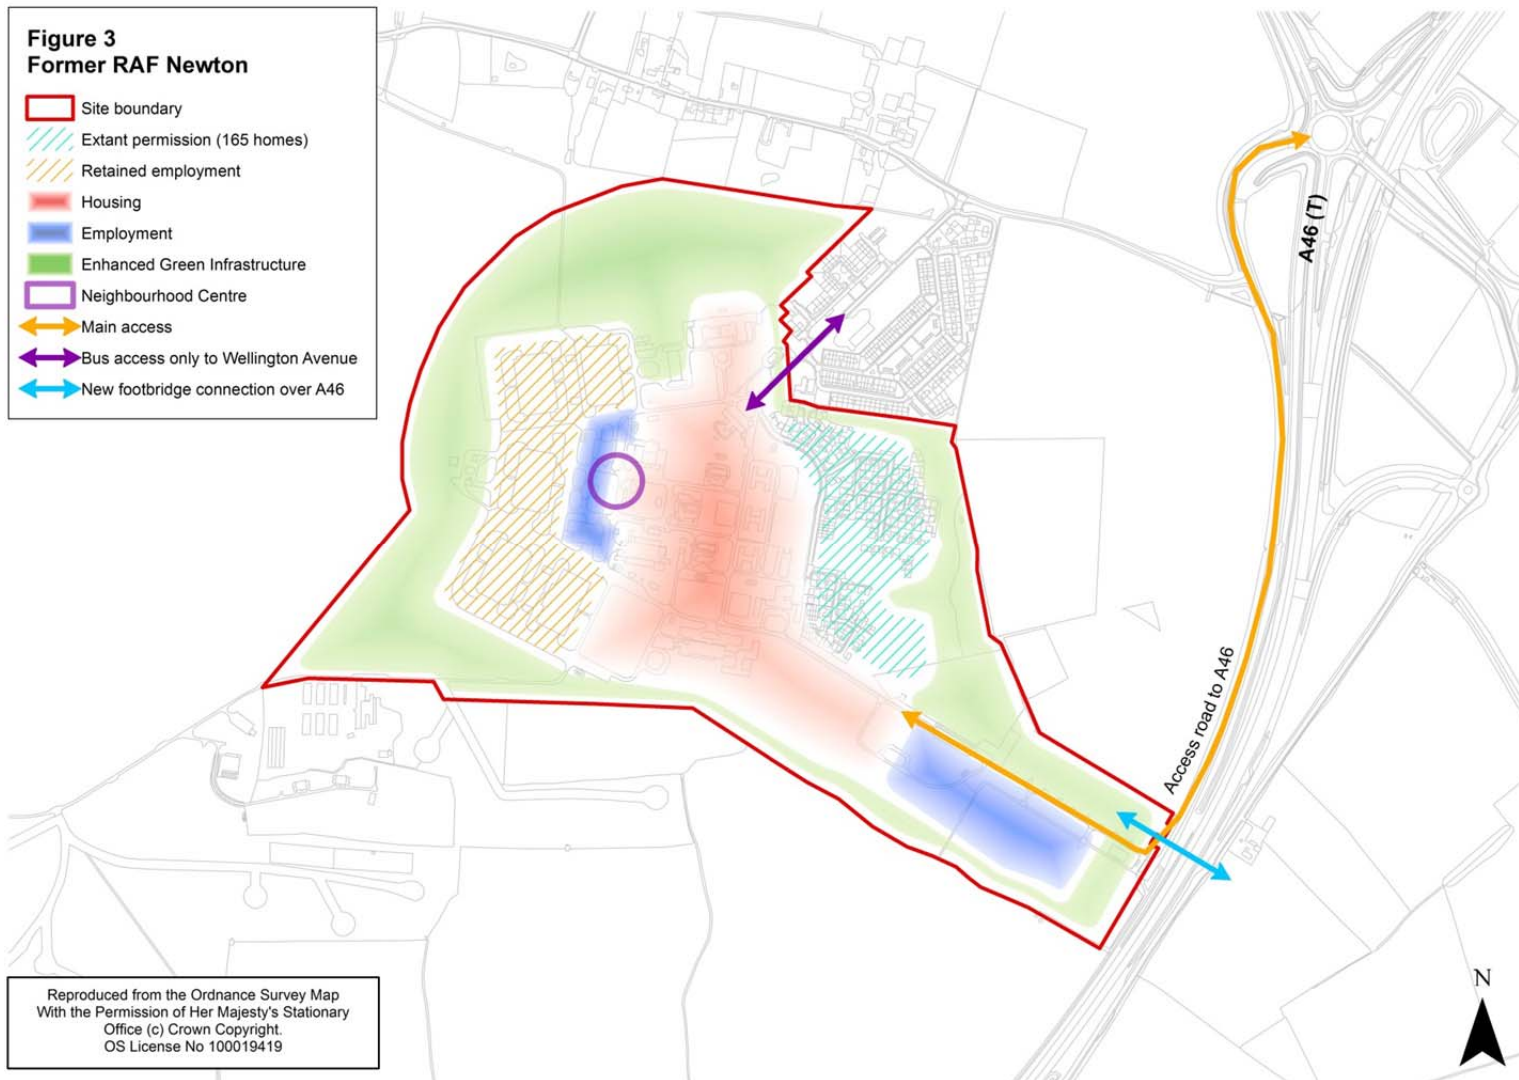 Figure 3
Former RAF Newton
Site boundary
Extant permission (165 homes)
Retained employment
Housing
Employment
Enhanced Green Infrastructure
Neighbourhood Centre
Main access
Bus access only to Wellington Avenue
New footbridge connection over A46
A46 (T)
Access road to A46
Reproduced from the Ordnance Survey Map
With the Permission of Her Majesty's Stationary
Office (c) Crown Copyright.
OS License No 100019419
N